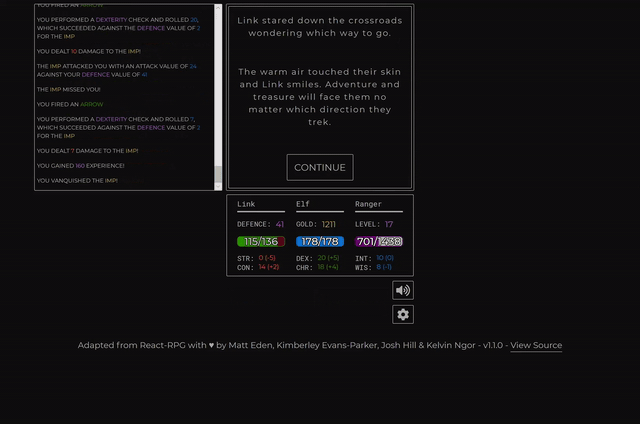 YOU FIRED AN ARROW
YOU PERFORMED A DEXTERITY CHECK AND ROLLED 20,
WHICH SUCCEEDED AGAINST THE DEFENCE VALUE OF 2
FOR THE IMP
YOU DEALT 10 DAMAGE TO THE IMP!
THE IMP ATTACKED YOU WITH AN ATTACK VALUE OF 24
AGAINST YOUR DEFENCE VALUE OF 41
THE IMP MISSED YOU!
YOU FIRED AN ARROW
YOU PERFORMED A DEXTERITY CHECK AND ROLLED 7,
WHICH SUCCEEDED AGAINST THE DEFENCE VALUE OF 2
FOR THE IMP
YOU DEALT 7 DAMAGE TO THE IMP!
YOU GAINED 160 EXPERIENCE!
YOU VANQUISHED THE IMP!
Link stared down the crossroads
wondering which way to go.
The warm air touched their skin
and Link smiles. Adventure and
treasure will face them no
matter which direction they
trek.
CONTINUE
Link Elf Ranger
DEFENCE: 41 GOLD: 1211 LEVEL: 17
115/136 178/178 701/
STR: 0 (-5) DEX: 20 (+5) INT: 10 (0)
CON: 14 (+2) CHR: 18 (+4) WIS: 8 (-1)
Adapted from React-RPG with ♥ by Matt Eden, Kimberley Evans-Parker, Josh Hill & Kelvin Ngor - v1.1.0 - View Source